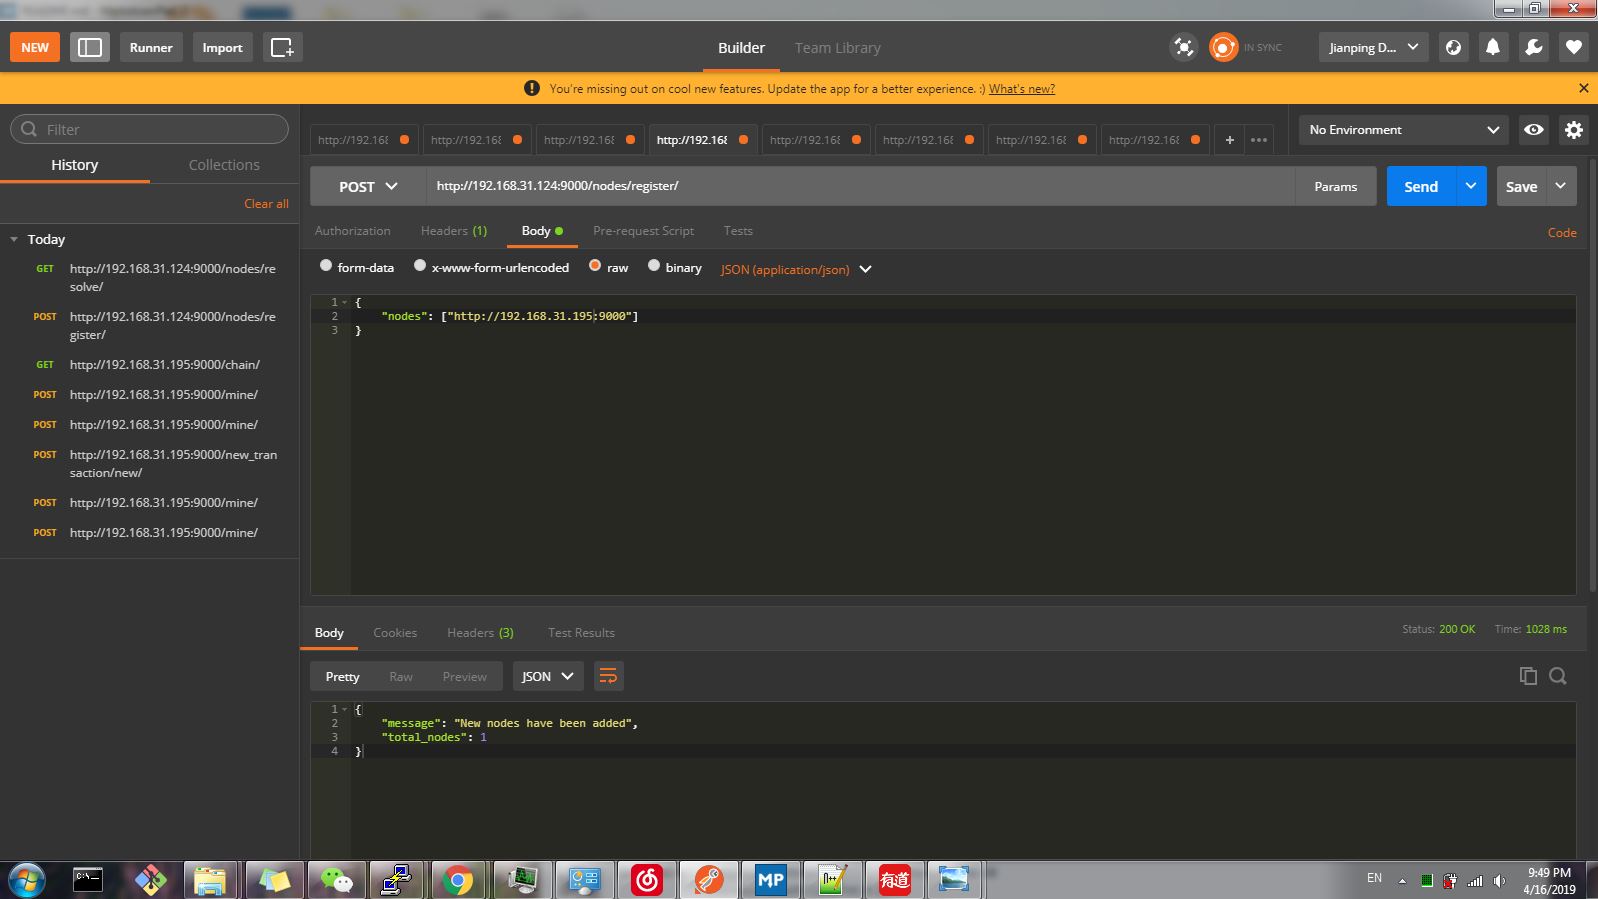 NEW
Runner
Import
Builder
Team Library
IN SYNC
Jianping D...
You're missing out on cool new features. Update the app for a better experience. :) What's new?
Filter
History
Collections
Clear all
Today
GET http://192.168.31.124:9000/nodes/re
solve/
POST http://192.168.31.124:9000/nodes/re
gister/
GET http://192.168.31.195:9000/chain/
POST http://192.168.31.195:9000/mine/
POST http://192.168.31.195:9000/mine/
POST http://192.168.31.195:9000/new_tran
saction/new/
POST http://192.168.31.195:9000/mine/
POST http://192.168.31.195:9000/mine/
http://192.168 http://192.168 http://192.168 http://192.168 http://192.168 http://192.168 http://192.168 http://192.168 + •••
No Environment
POST http://192.168.31.124:9000/nodes/register/ Params Send Save
Authorization Headers (1) Body Pre-request Script Tests Code
form-data x-www-form-urlencoded raw binary JSON (application/json)
1 {
2 "nodes": ["http://192.168.31.195:9000"]
3 }
Body Cookies Headers (3) Test Results Status: 200 OK Time: 1028 ms
Pretty Raw Preview JSON
1 {
2 "message": "New nodes have been added",
3 "total_nodes": 1
4 }
C:\_
MP
有道
EN
9:49 PM
4/16/2019